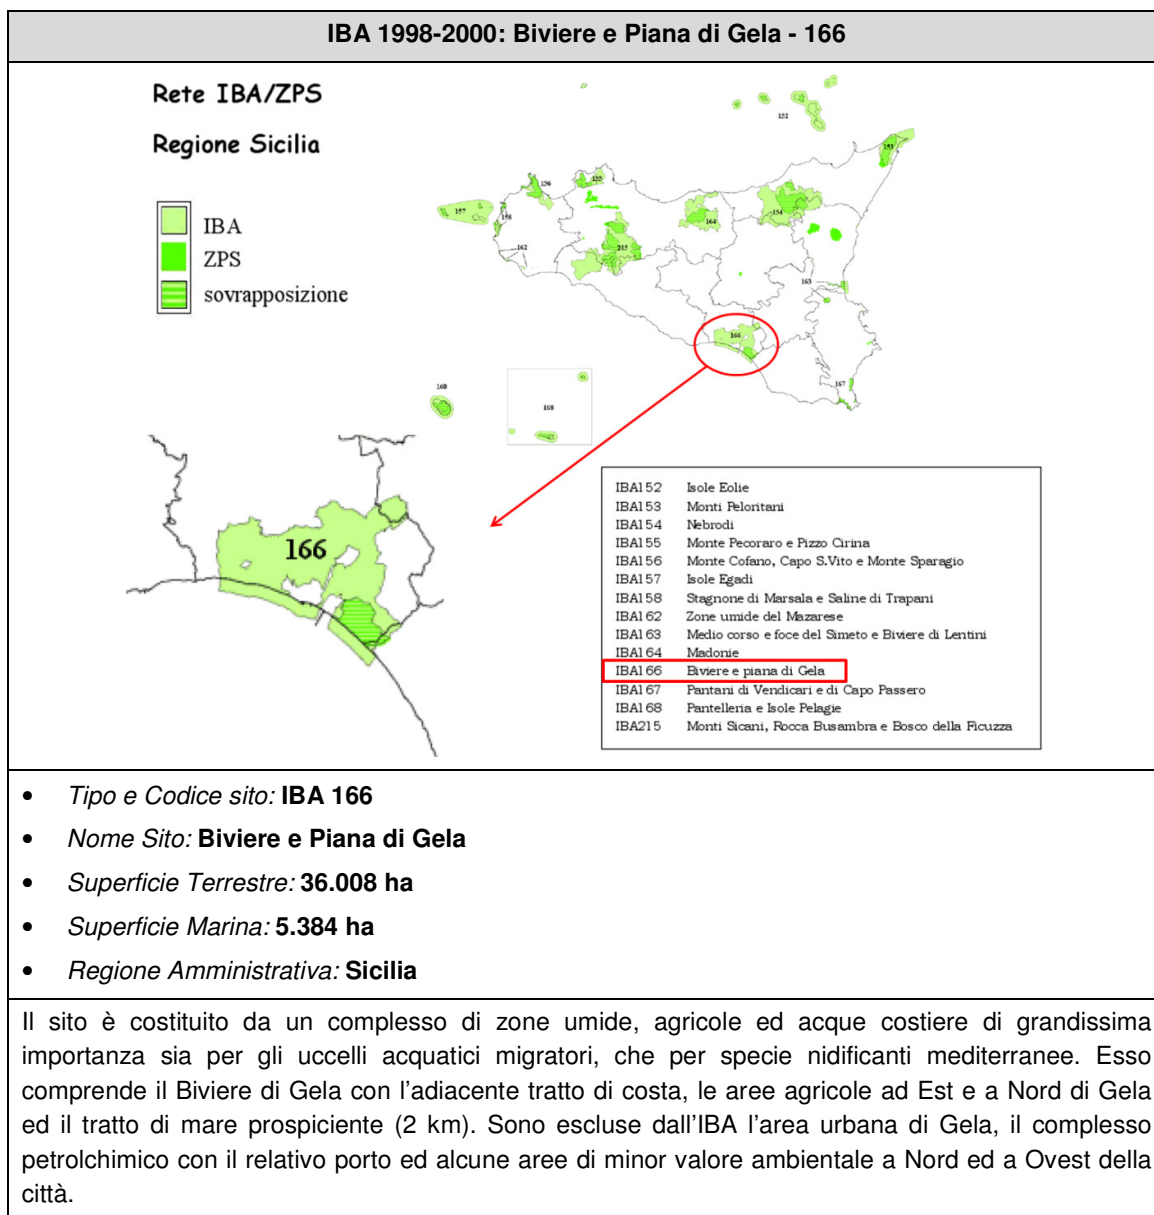 IBA 1998-2000: Biviere e Piana di Gela - 166
Rete IBA/ZPS
Regione Sicilia
IBA
ZPS
sovrapposizione
152
153
156
155
157
158
164
154
162
215
163
166
167
168
168
166
IBA152 Isole Eolie
IBA153 Monti Peloritani
IBA154 Nebrodi
IBA155 Monte Pecoraro e Pizzo Cirina
IBA156 Monte Cofano, Capo S.Vito e Monte Sparagio
IBA157 Isole Egadi
IBA158 Stagnone di Marsala e Saline di Trapani
IBA162 Zone umide del Mazarese
IBA163 Medio corso e foce del Simeto e Biviere di Lentini
IBA164 Madonie
IBA166 Biviere e piana di Gela
IBA167 Pantani di Vendicari e di Capo Passero
IBA168 Pantelleria e Isole Pelagie
IBA215 Monti Sicani, Rocca Busambra e Bosco della Ficuzza
• Tipo e Codice sito: IBA 166
• Nome Sito: Biviere e Piana di Gela
• Superficie Terrestre: 36.008 ha
• Superficie Marina: 5.384 ha
• Regione Amministrativa: Sicilia
Il sito è costituito da un complesso di zone umide, agricole ed acque costiere di grandissima
importanza sia per gli uccelli acquatici migratori, che per specie nidificanti mediterranee. Esso
comprende il Biviere di Gela con l'adiacente tratto di costa, le aree agricole ad Est e a Nord di Gela
ed il tratto di mare prospiciente (2 km). Sono escluse dall'IBA l'area urbana di Gela, il complesso
petrolchimico con il relativo porto ed alcune aree di minor valore ambientale a Nord ed a Ovest della
città.